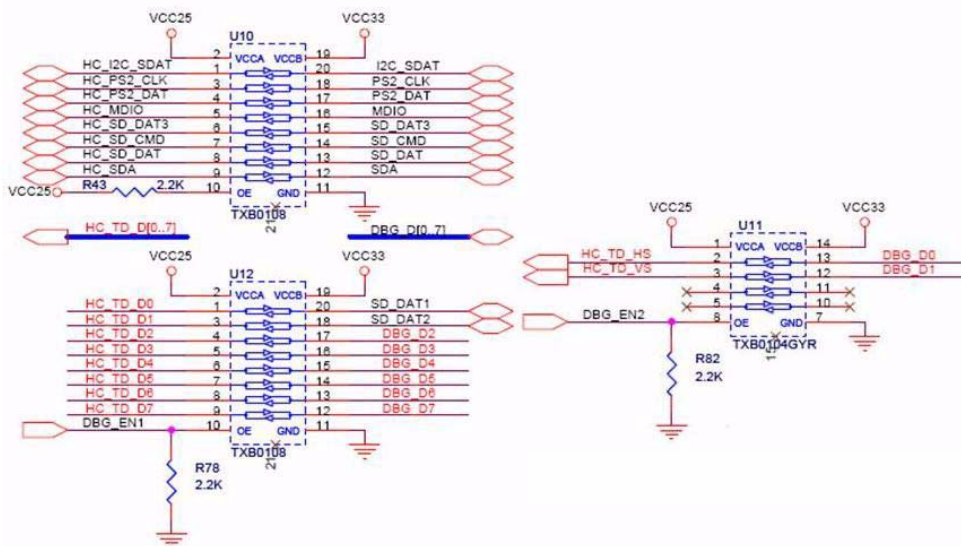 VCC25 VCC33
U10
2 VCCA VCCB 19
HC_I2C_SDAT 1 20 I2C_SDAT
HC_PS2_CLK 3 18 PS2_CLK
HC_PS2_DAT 4 17 PS2_DAT
HC_MDIO 5 16 MDIO
HC_SD_DAT3 6 15 SD_DAT3
HC_SD_CMD 7 14 SD_CMD
HC_SD_DAT 8 13 SD_DAT
HC_SDA 9 12 SDA
VCC25 R43 2.2K 10 OE GND 11
TXB0108
21
HC_TD_D[0..7] DBG_D[0..7]
VCC25 VCC33
U12
2 VCCA VCCB 19
HC_TD_D0 1 20 SD_DAT1
HC_TD_D1 3 18 SD_DAT2
HC_TD_D2 4 17 DBG_D2
HC_TD_D3 5 16 DBG_D3
HC_TD_D4 6 15 DBG_D4
HC_TD_D5 7 14 DBG_D5
HC_TD_D6 8 13 DBG_D6
HC_TD_D7 9 12 DBG_D7
DBG_EN1 10 OE GND 11
TXB0108
21
R78
2.2K
VCC25 VCC33
U11
1 VCCA VCCB 14
HC_TD_HS 2 13 DBG_D0
HC_TD_VS 3 12 DBG_D1
4 11
5 10
DBG_EN2 6 OE GND 7
TXB0104GYR
15
R82
2.2K